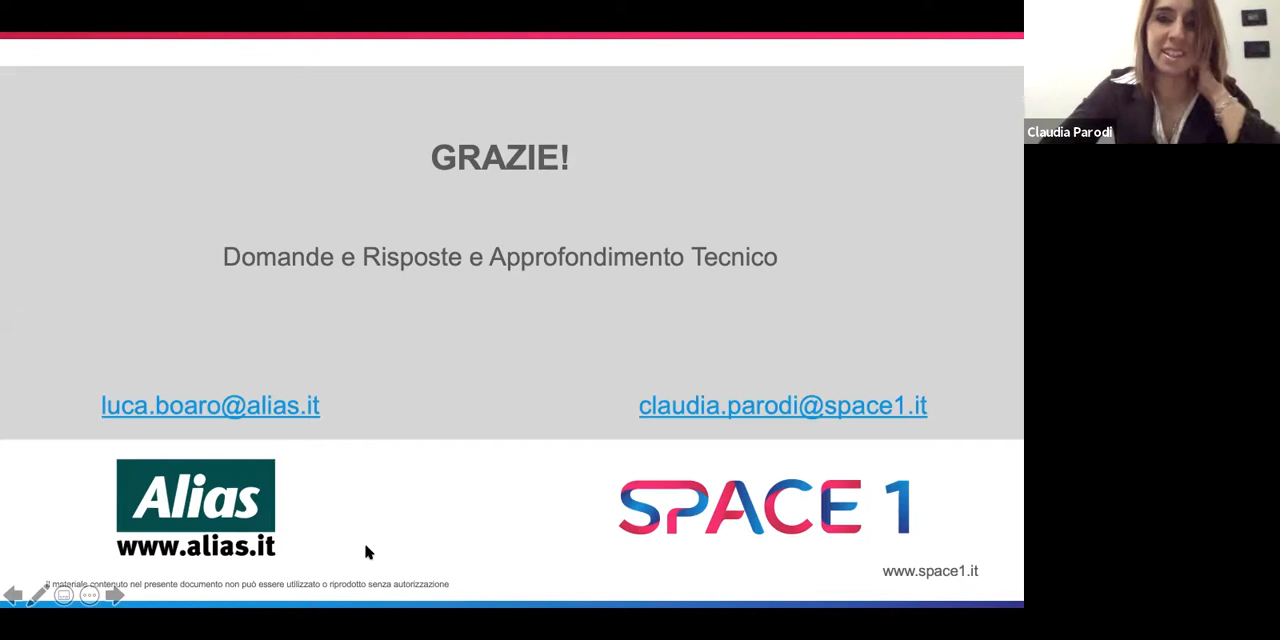 GRAZIE!
Domande e Risposte e Approfondimento Tecnico
luca.boaro@alias.it
claudia.parodi@space1.it
Alias
www.alias.it
SPACE 1
www.space1.it
Il materiale contenuto nel presente documento non può essere utilizzato o riprodotto senza autorizzazione
Claudia Parodi